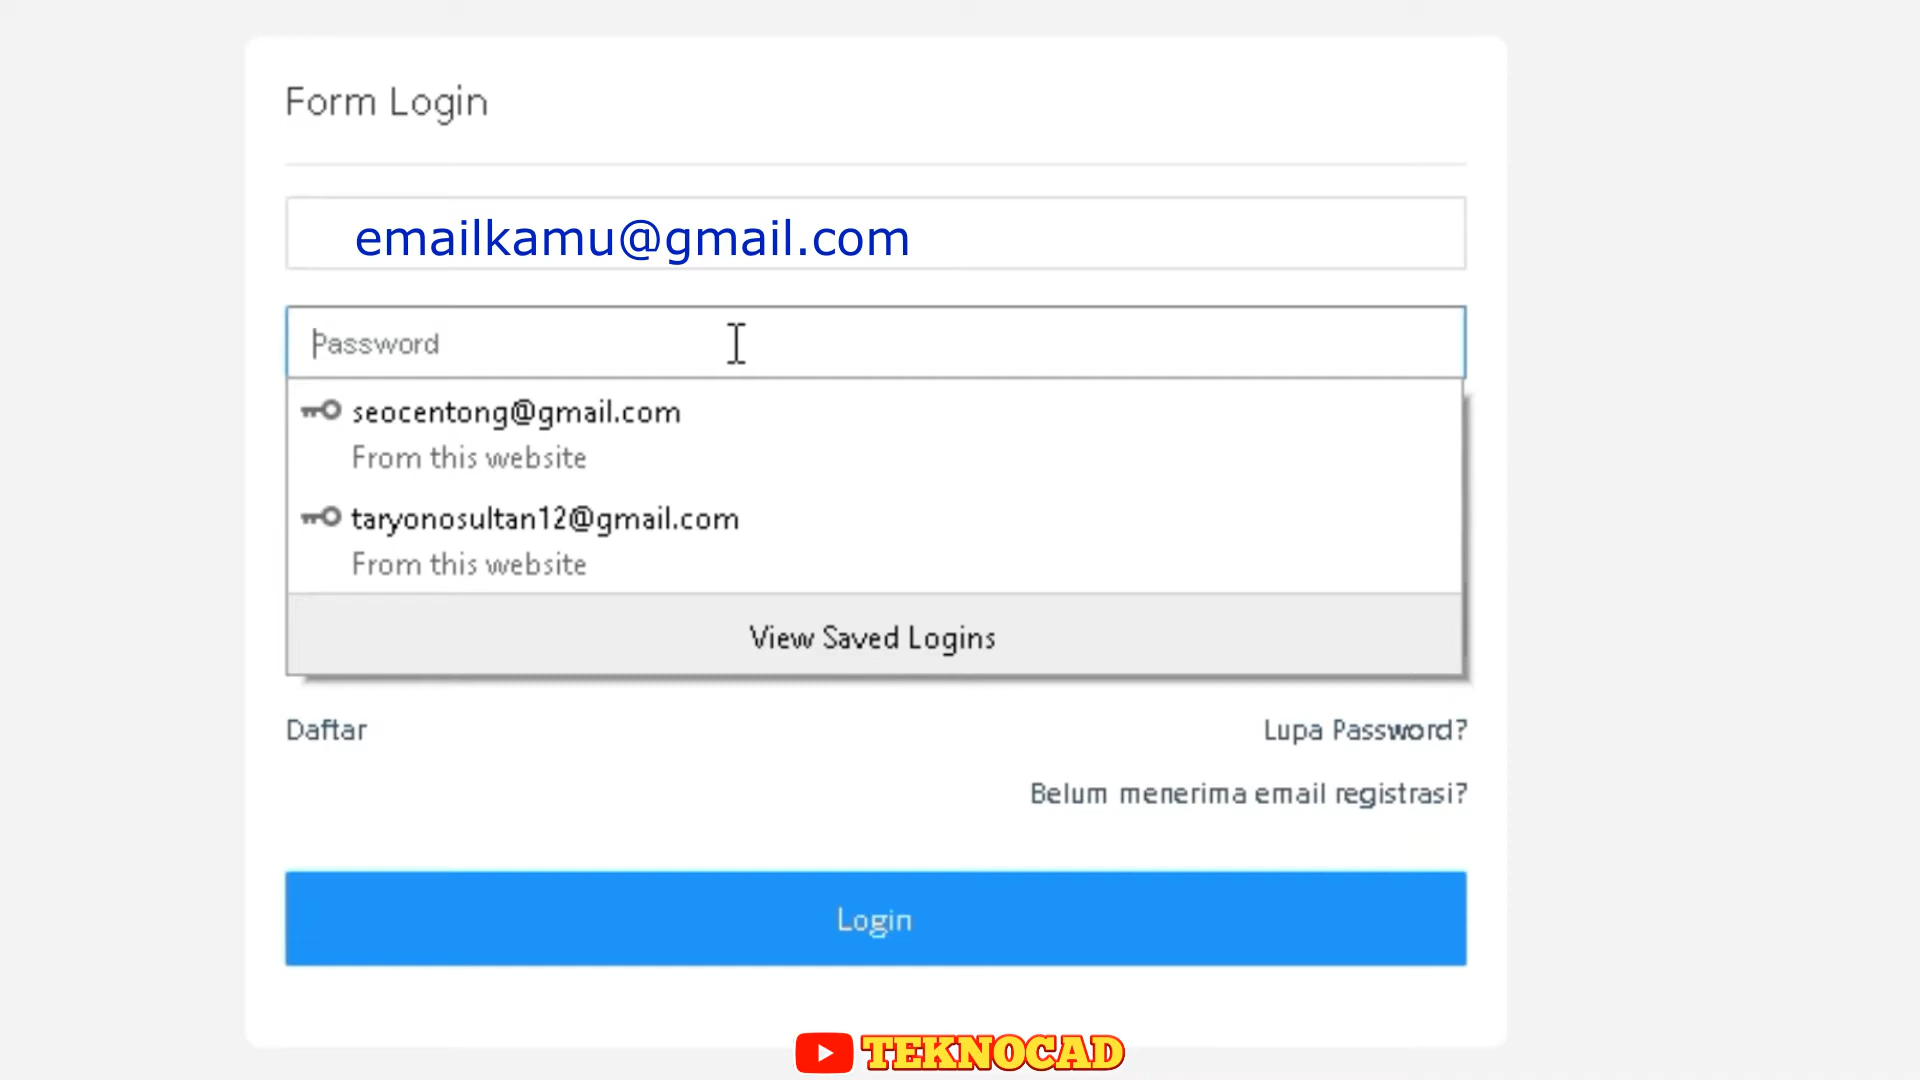 Form Login
emailkamu@gmail.com
Password
seocentong@gmail.com
From this website
taryonosultan12@gmail.com
From this website
View Saved Logins
Daftar
Lupa Password?
Belum menerima email registrasi?
Login
TEKNOCAD